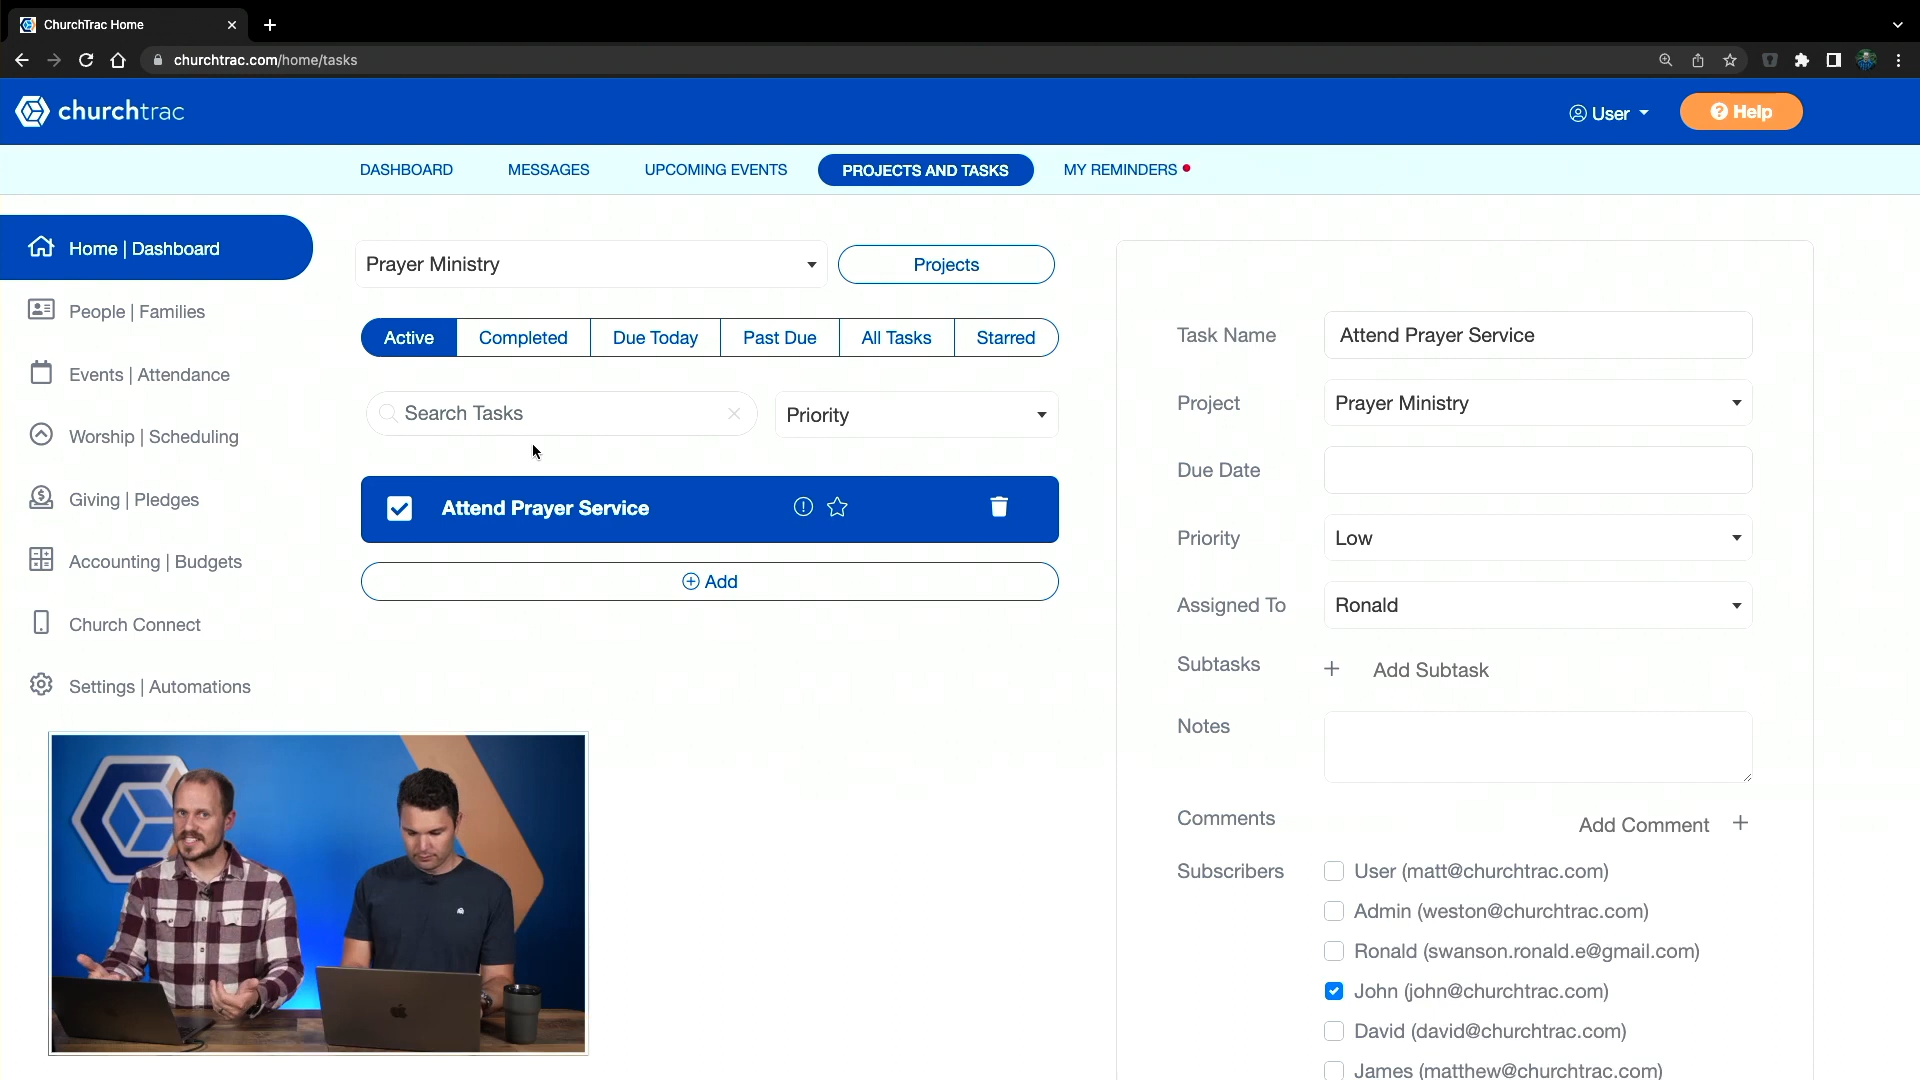 ChurchTrac Home
churchtrac.com/home/tasks
churchtrac
User
Help
DASHBOARD
MESSAGES
UPCOMING EVENTS
PROJECTS AND TASKS
MY REMINDERS
Home | Dashboard
People | Families
Events | Attendance
Worship | Scheduling
Giving | Pledges
Accounting | Budgets
Church Connect
Settings | Automations
Prayer Ministry
Projects
Active
Completed
Due Today
Past Due
All Tasks
Starred
Search Tasks
Priority
Attend Prayer Service
Add
Task Name
Attend Prayer Service
Project
Prayer Ministry
Due Date
Priority
Low
Assigned To
Ronald
Subtasks
+ Add Subtask
Notes
Comments
Add Comment +
Subscribers
User (matt@churchtrac.com)
Admin (weston@churchtrac.com)
Ronald (swanson.ronald.e@gmail.com)
John (john@churchtrac.com)
David (david@churchtrac.com)
James (matthew@churchtrac.com)